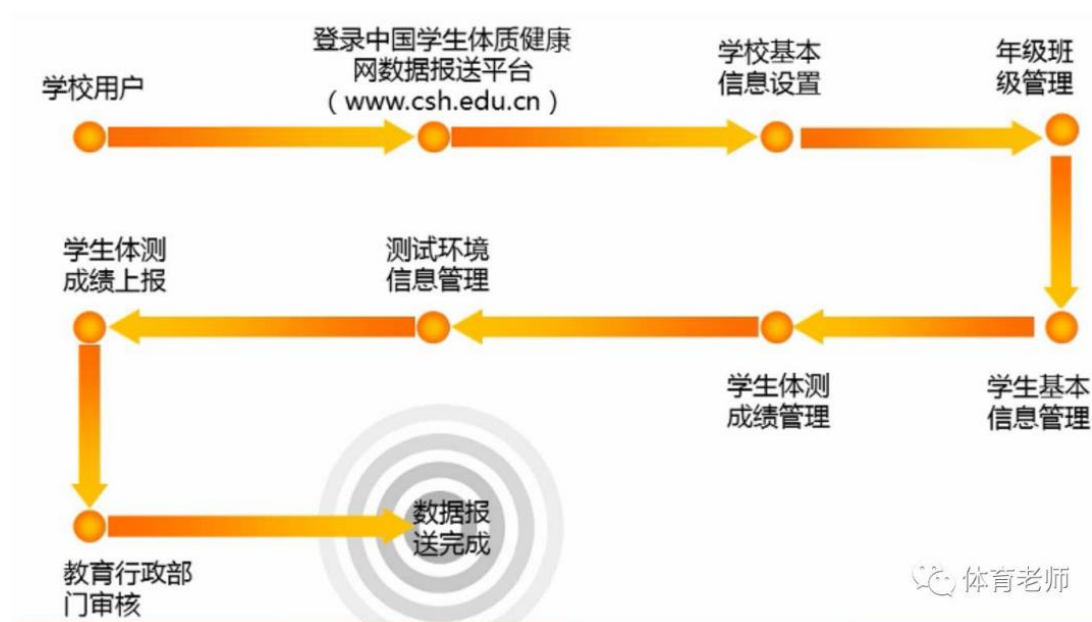 学校用户
登录中国学生体质健康
网数据报送平台
（www.csh.edu.cn）
学校基本
信息设置
年级班
级管理
学生基本
信息管理
学生体测
成绩管理
测试环境
信息管理
学生体测
成绩上报
教育行政部
门审核
数据报
送完成
体育老师